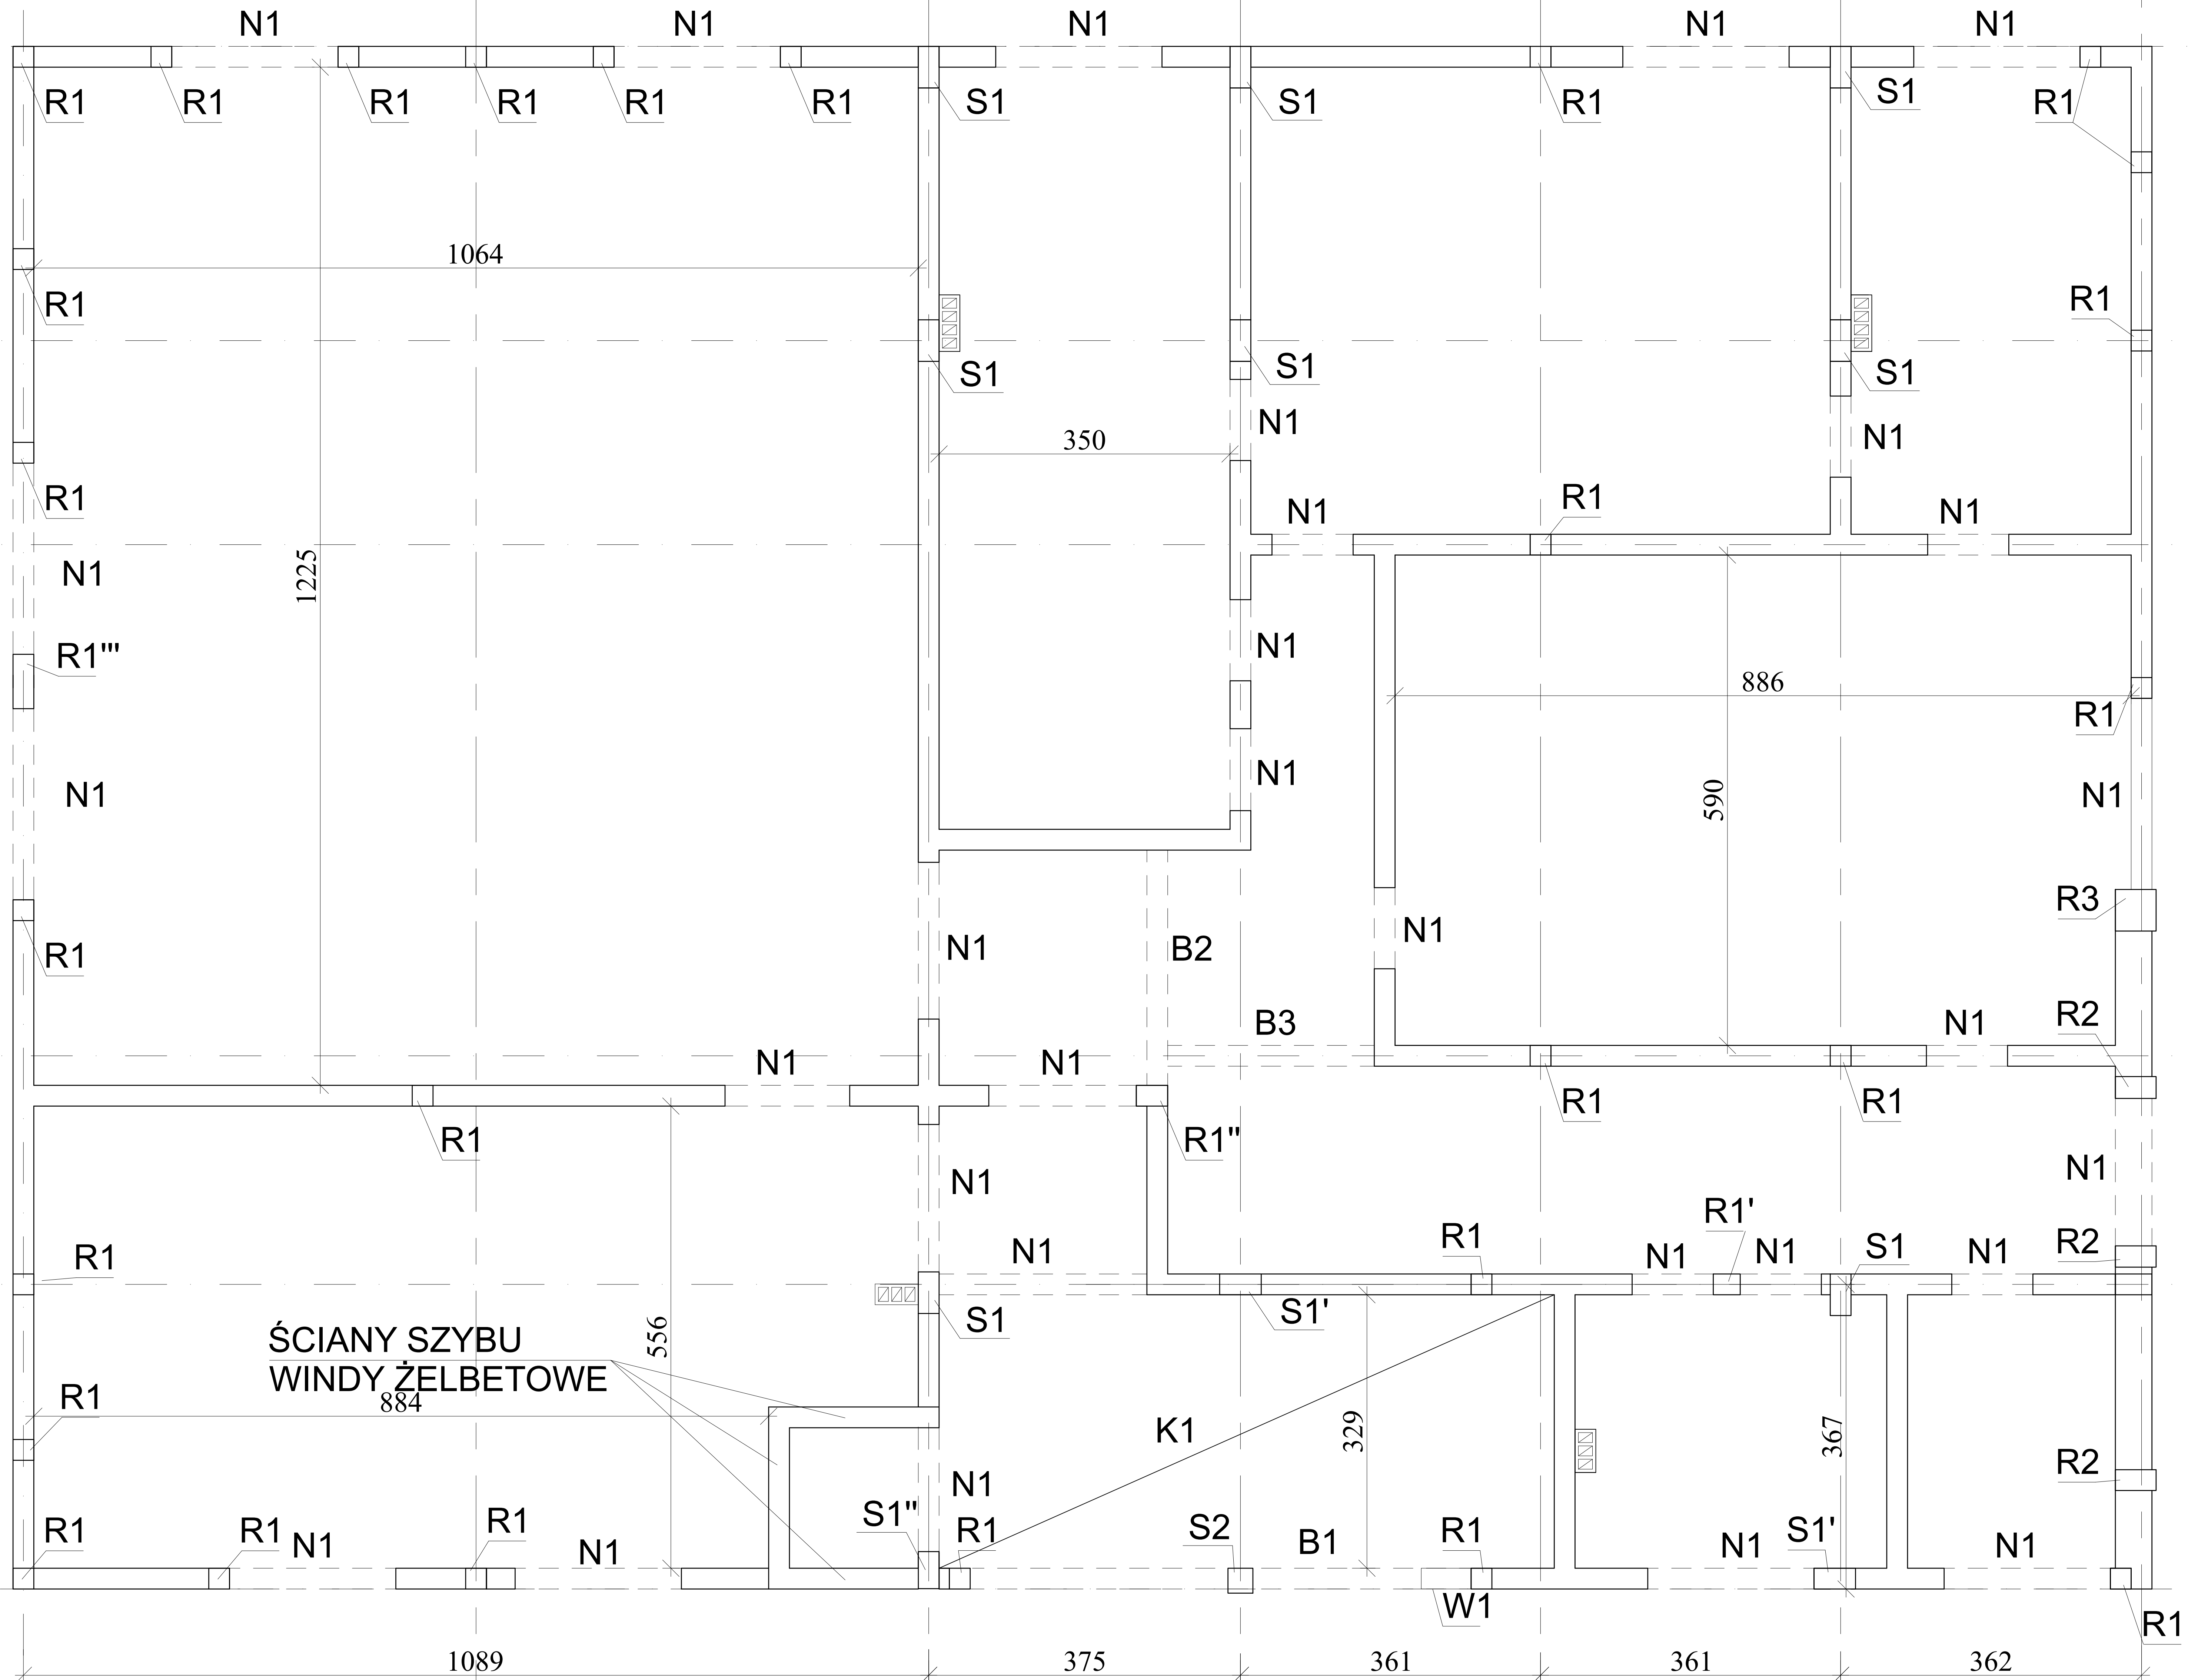 N1 N1 N1 N1 N1
R1 R1 R1 R1 R1 R1 S1 S1 R1 S1 R1
1064
R1 R1
S1 S1 S1
350
N1 N1
R1 R1
N1 N1
1225
N1
R1'''
N1
886
R1
N1
N1
N1
590
R3
N1
R1
N1
B2
B3
N1
R2
N1
N1
R1
R1''
R1
R1
N1
N1
R1'
R1
N1
R1
N1
N1
S1
N1
R2
S1
S1'
ŚCIANY SZYBU
WINDY ŻELBETOWE
556
884
R1
K1
329
367
R2
N1
S1''
R1
R1
N1
R1
N1
R1
S2
B1
R1
N1
S1'
N1
W1
R1
1089 375 361 361 362